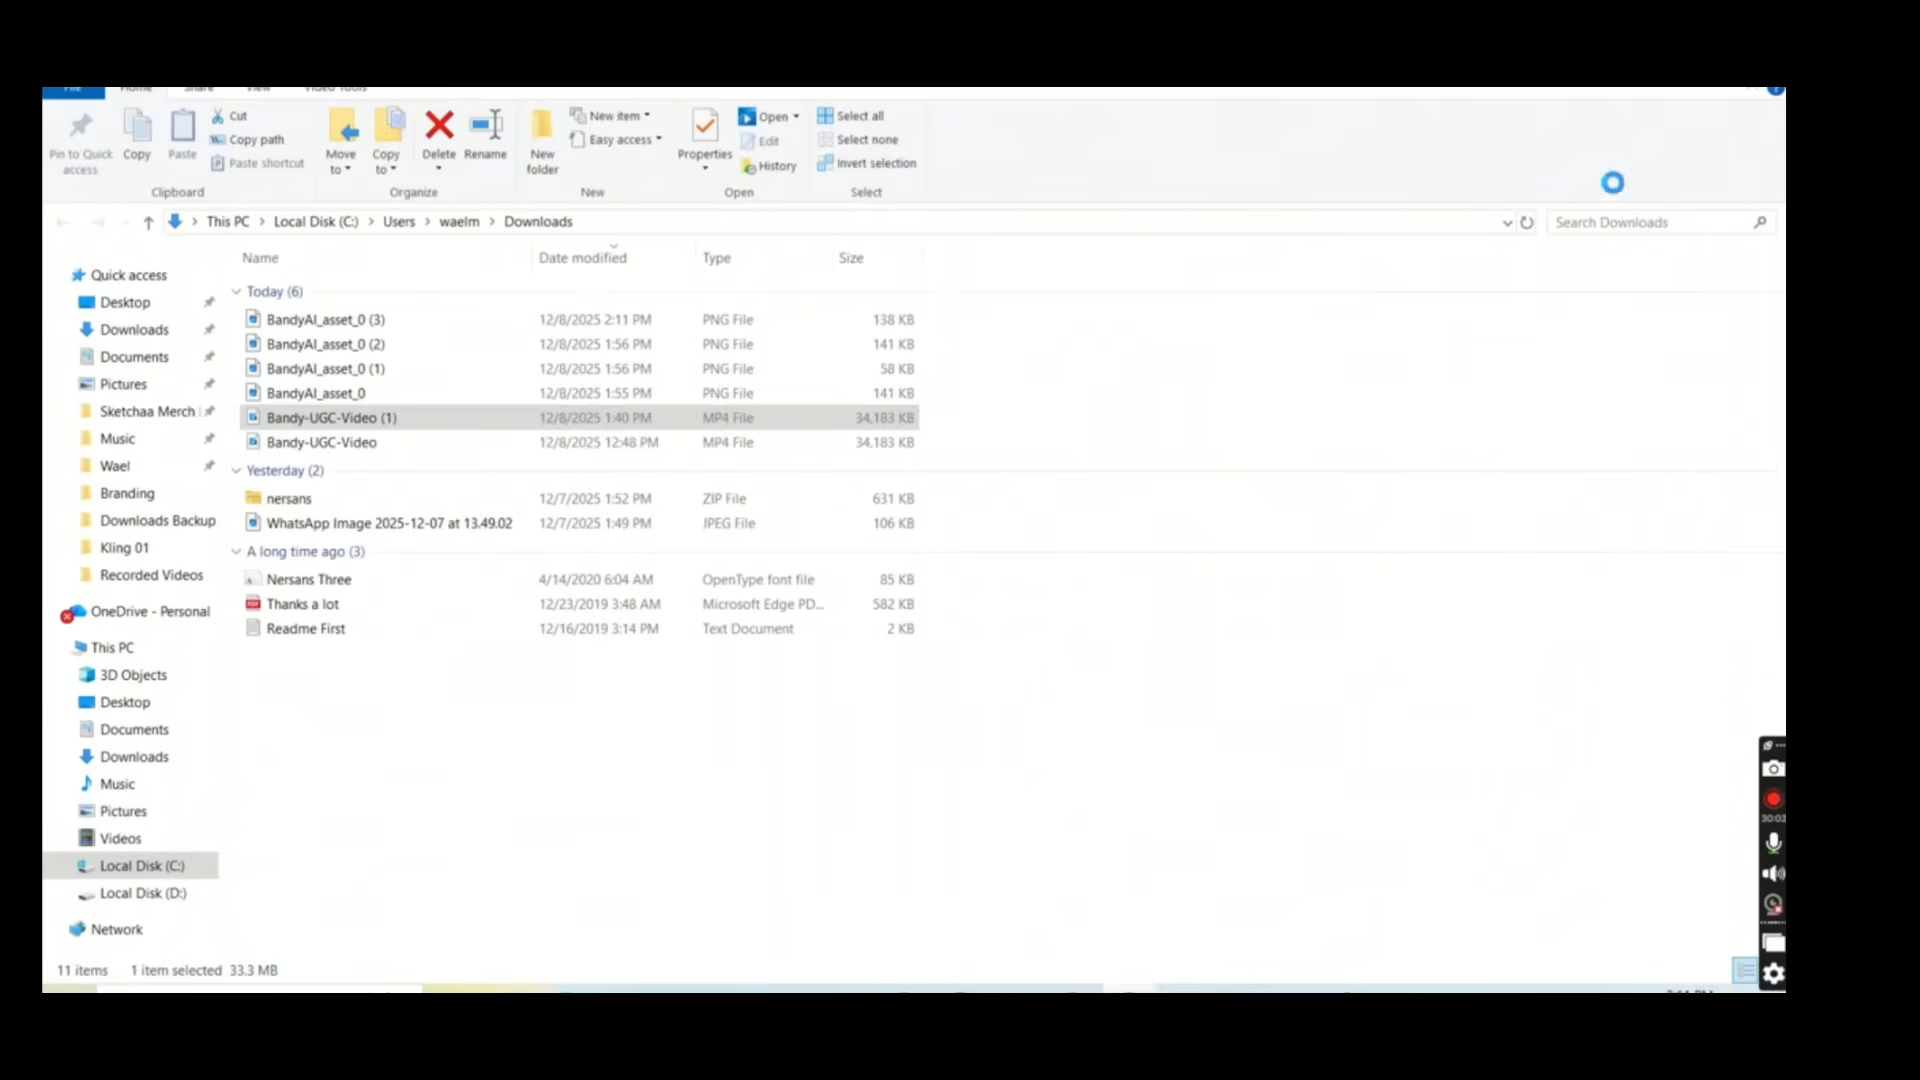 File Home Share View Video Tools
Pin to Quick access
Copy
Paste
Cut
Copy path
Paste shortcut
Clipboard
Move to
Copy to
Delete
Rename
Organize
New folder
New item
Easy access
New
Properties
Open
Edit
History
Open
Select all
Select none
Invert selection
Select
This PC > Local Disk (C:) > Users > waelm > Downloads
Search Downloads
Name Date modified Type Size
Today (6)
BandyAI_asset_0 (3) 12/8/2025 2:11 PM PNG File 138 KB
BandyAI_asset_0 (2) 12/8/2025 1:56 PM PNG File 141 KB
BandyAI_asset_0 (1) 12/8/2025 1:56 PM PNG File 58 KB
BandyAI_asset_0 12/8/2025 1:55 PM PNG File 141 KB
Bandy-UGC-Video (1) 12/8/2025 1:40 PM MP4 File 34,183 KB
Bandy-UGC-Video 12/8/2025 12:48 PM MP4 File 34,183 KB
Yesterday (2)
nersans 12/7/2025 1:52 PM ZIP File 631 KB
WhatsApp Image 2025-12-07 at 13.49.02 12/7/2025 1:49 PM JPEG File 106 KB
A long time ago (3)
Nersans Three 4/14/2020 6:04 AM OpenType font file 85 KB
Thanks a lot 12/23/2019 3:48 AM Microsoft Edge PD... 582 KB
Readme First 12/16/2019 3:14 PM Text Document 2 KB
Quick access
Desktop
Downloads
Documents
Pictures
Sketchaa Merch
Music
Wael
Branding
Downloads Backup
Kling 01
Recorded Videos
OneDrive - Personal
This PC
3D Objects
Desktop
Documents
Downloads
Music
Pictures
Videos
Local Disk (C:)
Local Disk (D:)
Network
11 items 1 item selected 33.3 MB